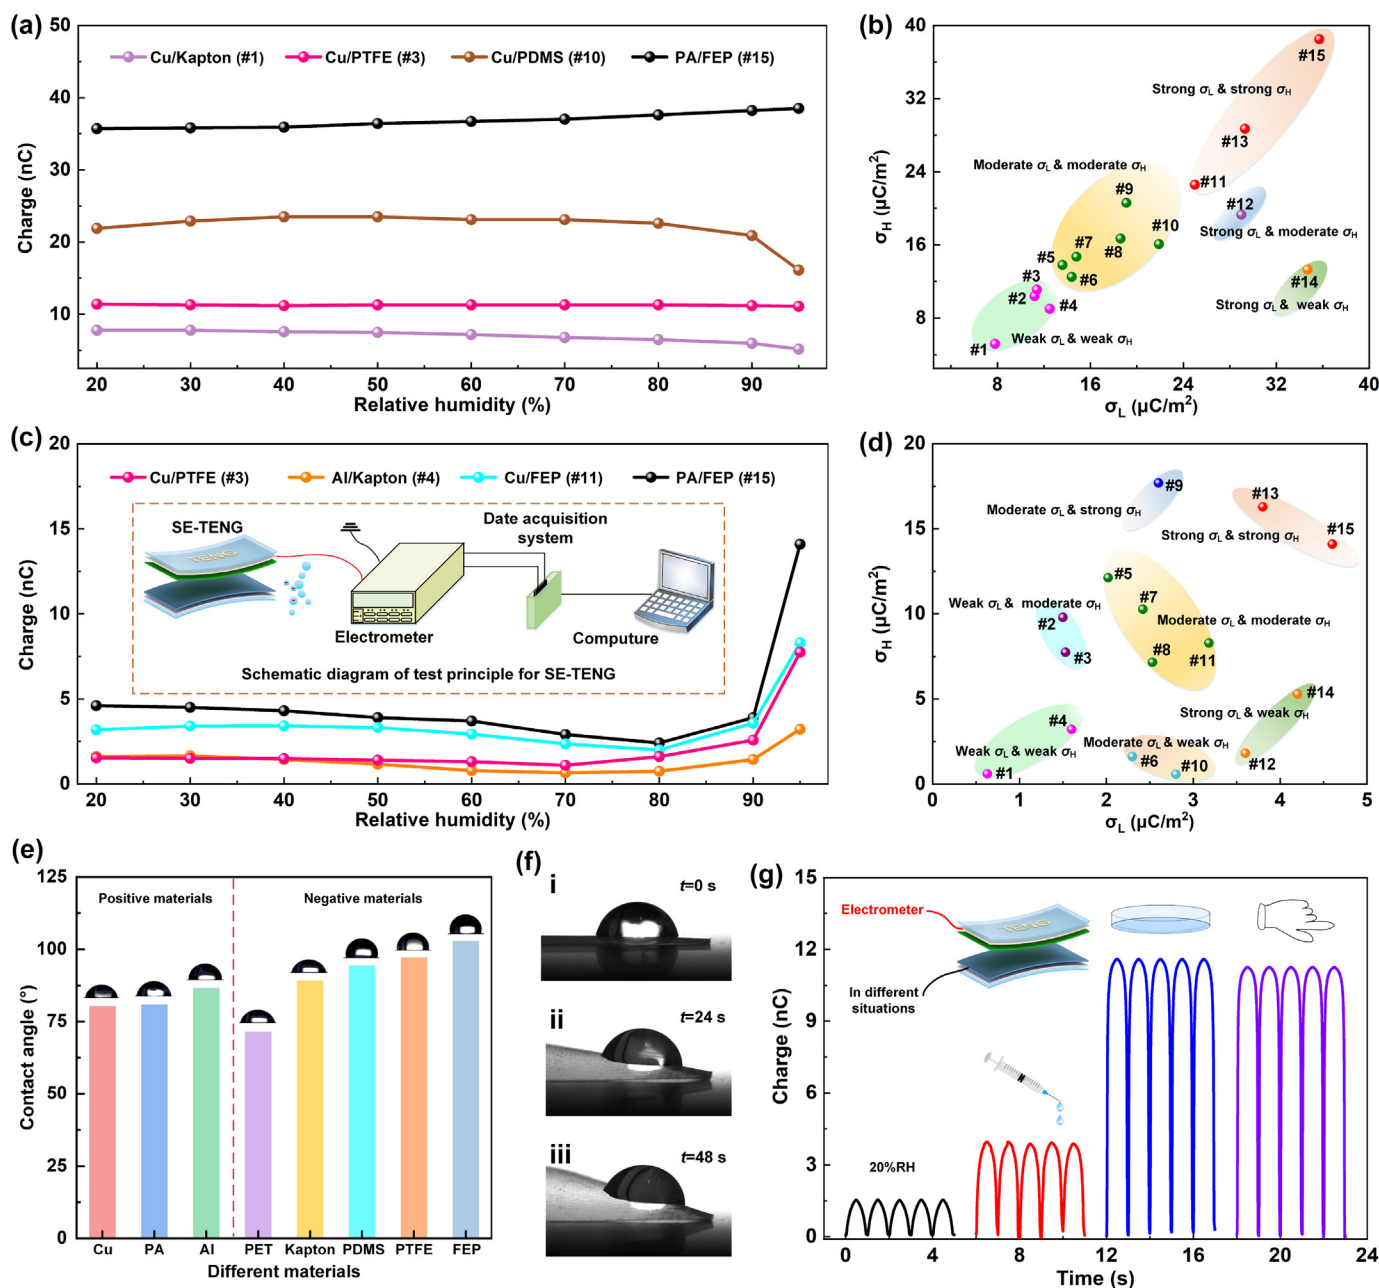 (a)
50
40
30
20
10
Charge (nC)
Cu/Kapton (#1)
Cu/PTFE (#3)
Cu/PDMS (#10)
PA/FEP (#15)
20 30 40 50 60 70 80 90
Relative humidity (%)
(b)
40
32
24
16
8
σH (μC/m²)
#15
Strong σL & strong σH
#13
Moderate σL & moderate σH
#11
#9
#12
#10
Strong σL & moderate σH
#7
#8
#5
#3
#6
#14
#2
#4
Strong σL & weak σH
Weak σL & weak σH
#1
8 16 24 32 40
σL (μC/m²)
(c)
20
15
10
5
0
Charge (nC)
Cu/PTFE (#3)
Al/Kapton (#4)
Cu/FEP (#11)
PA/FEP (#15)
SE-TENG
TENG
Date acquisition
system
Electrometer
Computure
Schematic diagram of test principle for SE-TENG
20 30 40 50 60 70 80 90
Relative humidity (%)
(d)
20
15
10
5
0
σH (μC/m²)
#9
#13
Moderate σL & strong σH
#15
Strong σL & strong σH
#5
Weak σL & moderate σH
#7
#2
Moderate σL & moderate σH
#3
#8
#11
#14
Strong σL & weak σH
#4
Moderate σL & weak σH
Weak σL & weak σH
#6
#12
#1
#10
0 1 2 3 4 5
σL (μC/m²)
(e)
125
100
75
50
25
0
Contact angle (°)
Positive materials
Negative materials
Cu PA Al PET Kapton PDMS PTFE FEP
Different materials
(f)
i
t=0 s
ii
t=24 s
iii
t=48 s
(g)
15
12
9
6
3
0
Charge (nC)
Electrometer
TENG
In different
situations
20%RH
0 4 8 12 16 20 24
Time (s)